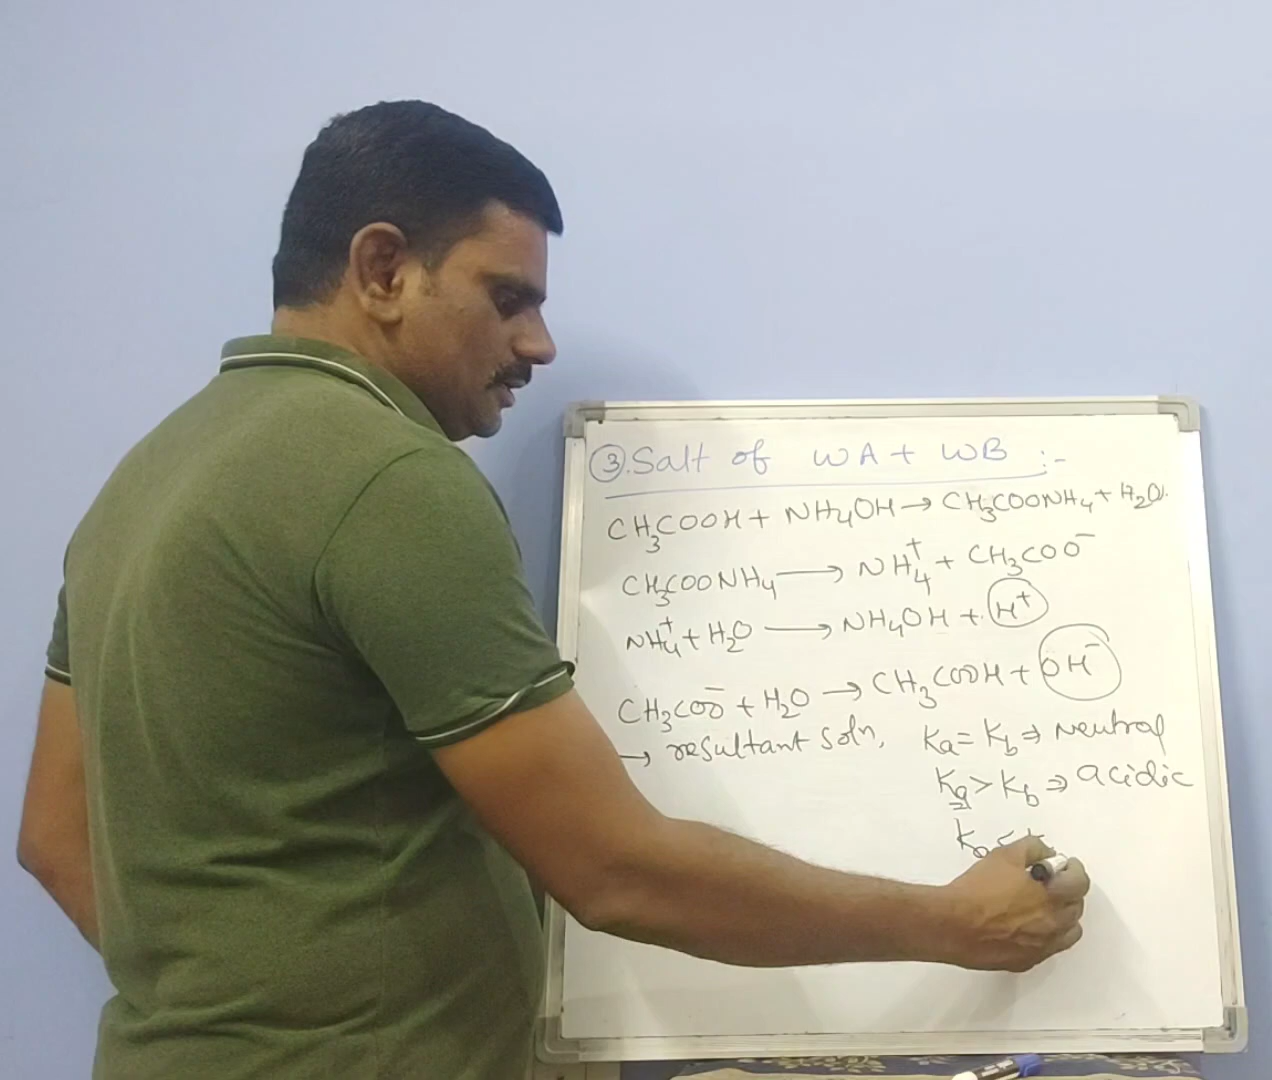 ③.Salt of WA + WB :-
CH₃COOH + NH₄OH → CH₃COONH₄ + H₂O.
CH₃COONH₄ → NH₄⁺ + CH₃COO⁻
NH₄⁺ + H₂O → NH₄OH + H⁺
CH₃COO⁻ + H₂O → CH₃COOH + OH⁻
→ resultant soln, Ka = Kb ⇒ Neutral
Ka > Kb ⇒ acidic
Ka <